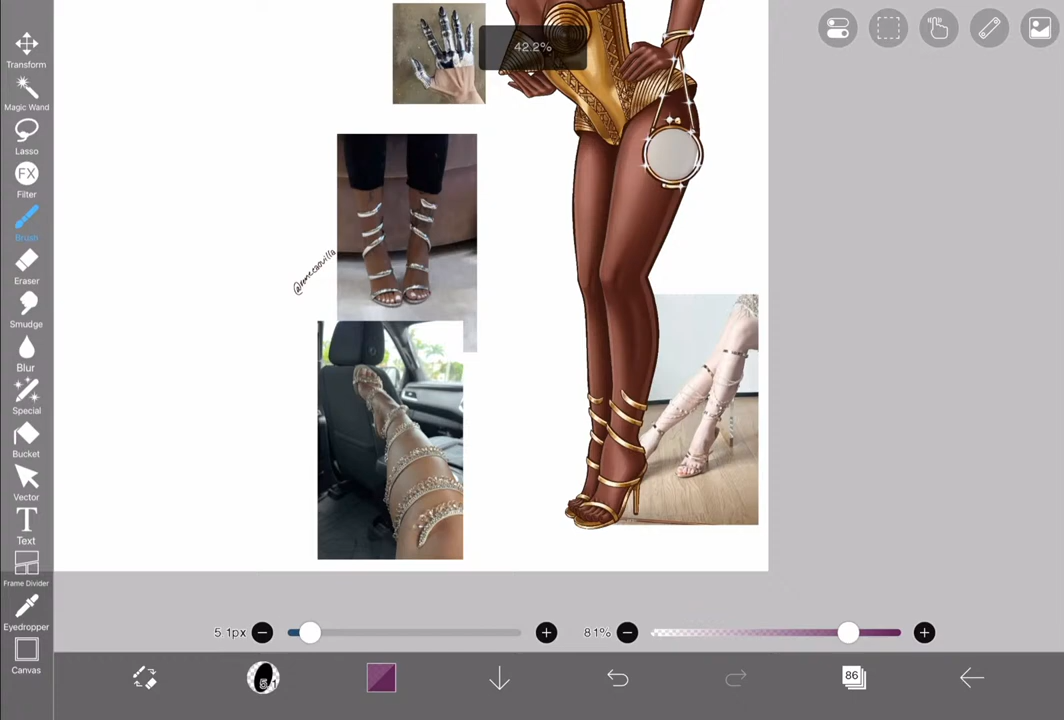 42.2%
Transform
Magic Wand
Lasso
FX
Filter
Brush
Eraser
Smudge
Blur
Special
Bucket
Vector
T
Text
Frame Divider
Eyedropper
Canvas
5.1px
81%
86